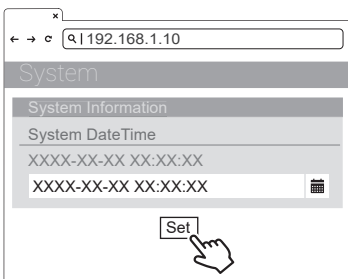 192.168.1.10
System
System Information
System DateTime
XXXX-XX-XX XX:XX:XX
XXXX-XX-XX XX:XX:XX
Set